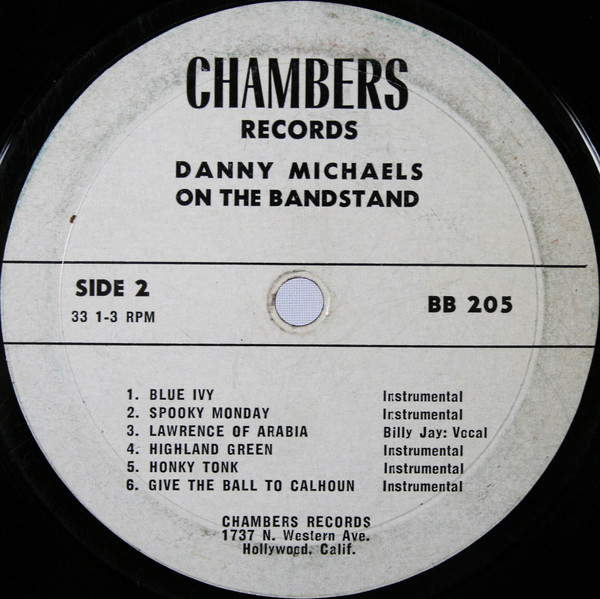 CHAMBERS
RECORDS
DANNY MICHAELS
ON THE BANDSTAND
SIDE 2
33 1-3 RPM
BB 205
1. BLUE IVY Instrumental
2. SPOOKY MONDAY Instrumental
3. LAWRENCE OF ARABIA Billy Jay: Vocal
4. HIGHLAND GREEN Instrumental
5. HONKY TONK Instrumental
6. GIVE THE BALL TO CALHOUN Instrumental
CHAMBERS RECORDS
1737 N. Western Ave.
Hollywood, Calif.